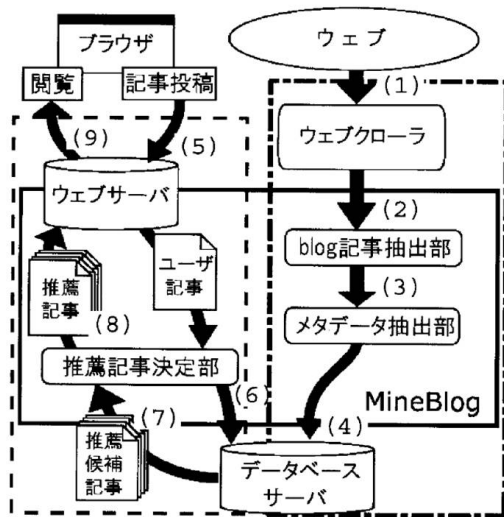 ブラウザ
ウェブ
閲覧
記事投稿
(1)
(9)
(5)
ウェブクローラ
ウェブサーバ
(2)
blog記事抽出部
ユーザ
記事
推薦
記事
(3)
(8)
メタデータ抽出部
推薦記事決定部
(6)
MineBlog
(7)
(4)
推薦
候補
記事
データベース
サーバ